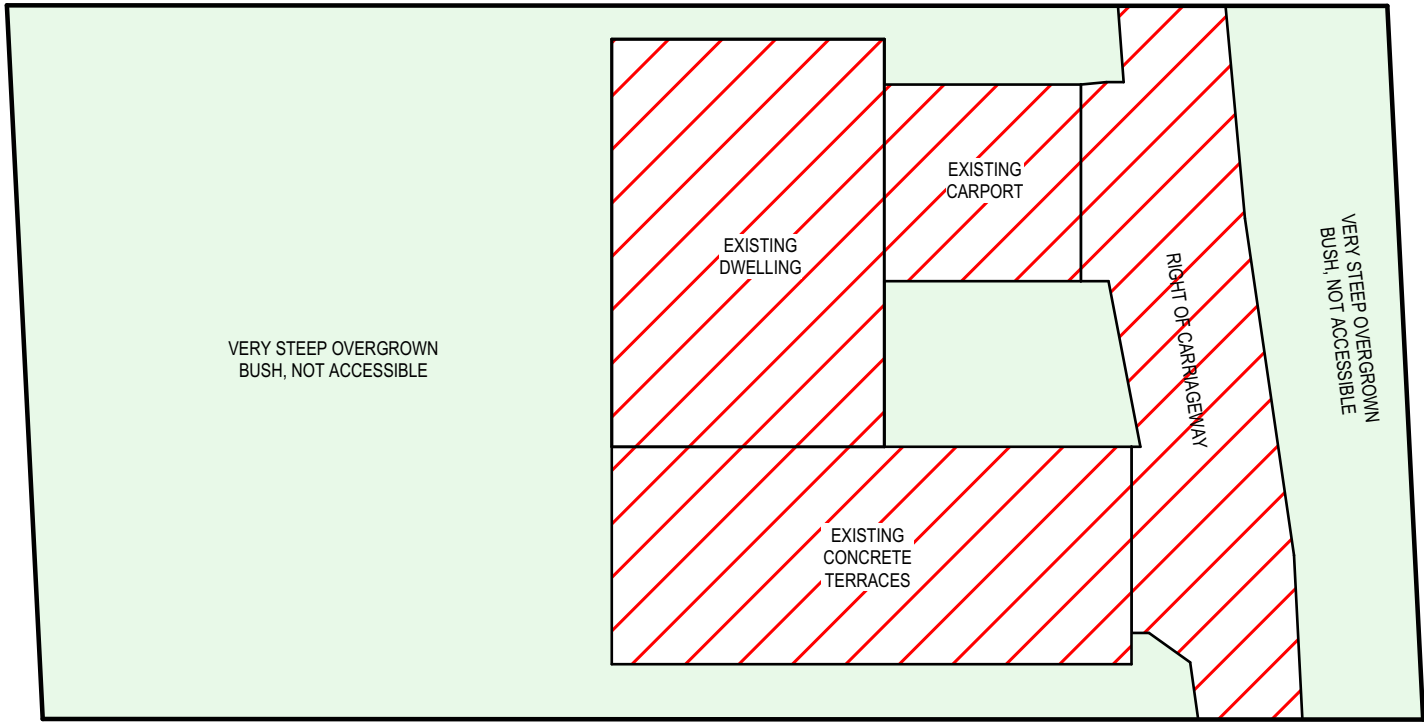 EXISTING
CARPORT
EXISTING
DWELLING
VERY STEEP OVERGROWN
BUSH, NOT ACCESSIBLE
RIGHT OF CARRIAGEWAY
VERY STEEP OVERGROWN
BUSH, NOT ACCESSIBLE
EXISTING
CONCRETE
TERRACES